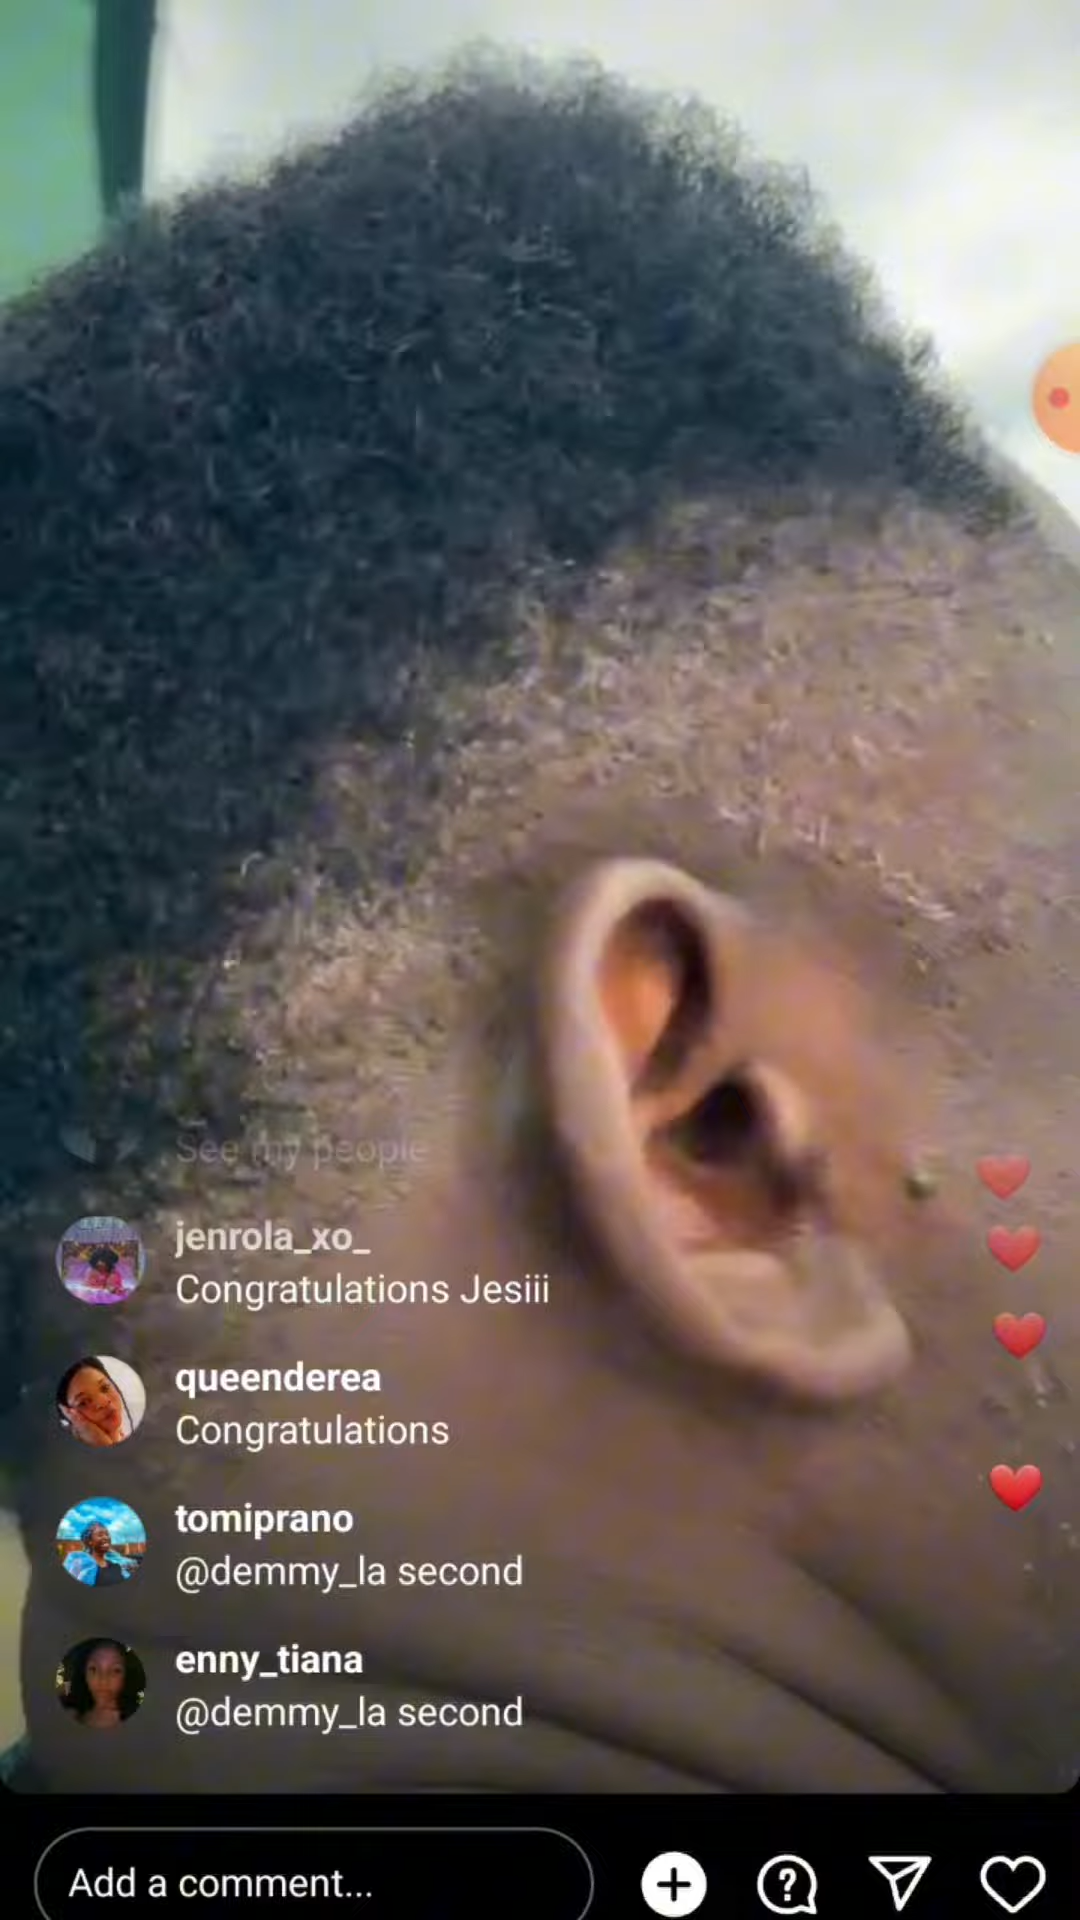 See my people
jenrola_xo_
Congratulations Jesiii
queenderea
Congratulations
tomiprano
@demmy_la second
enny_tiana
@demmy_la second
Add a comment...